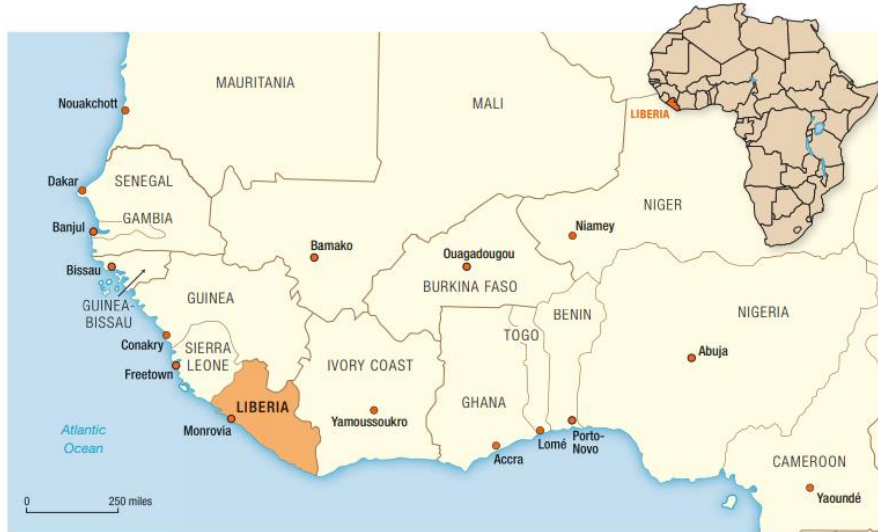 MAURITANIA
MALI
Nouakchott
LIBERIA
Dakar
SENEGAL
GAMBIA
Banjul
NIGER
Niamey
Bamako
Ouagadougou
BURKINA FASO
Bissau
GUINEA-
BISSAU
GUINEA
BENIN
NIGERIA
TOGO
Conakry
SIERRA
LEONE
Freetown
IVORY COAST
Abuja
GHANA
LIBERIA
Monrovia
Yamoussoukro
Atlantic
Ocean
Accra
Lomé
Porto-
Novo
CAMEROON
Yaoundé
0
250 miles